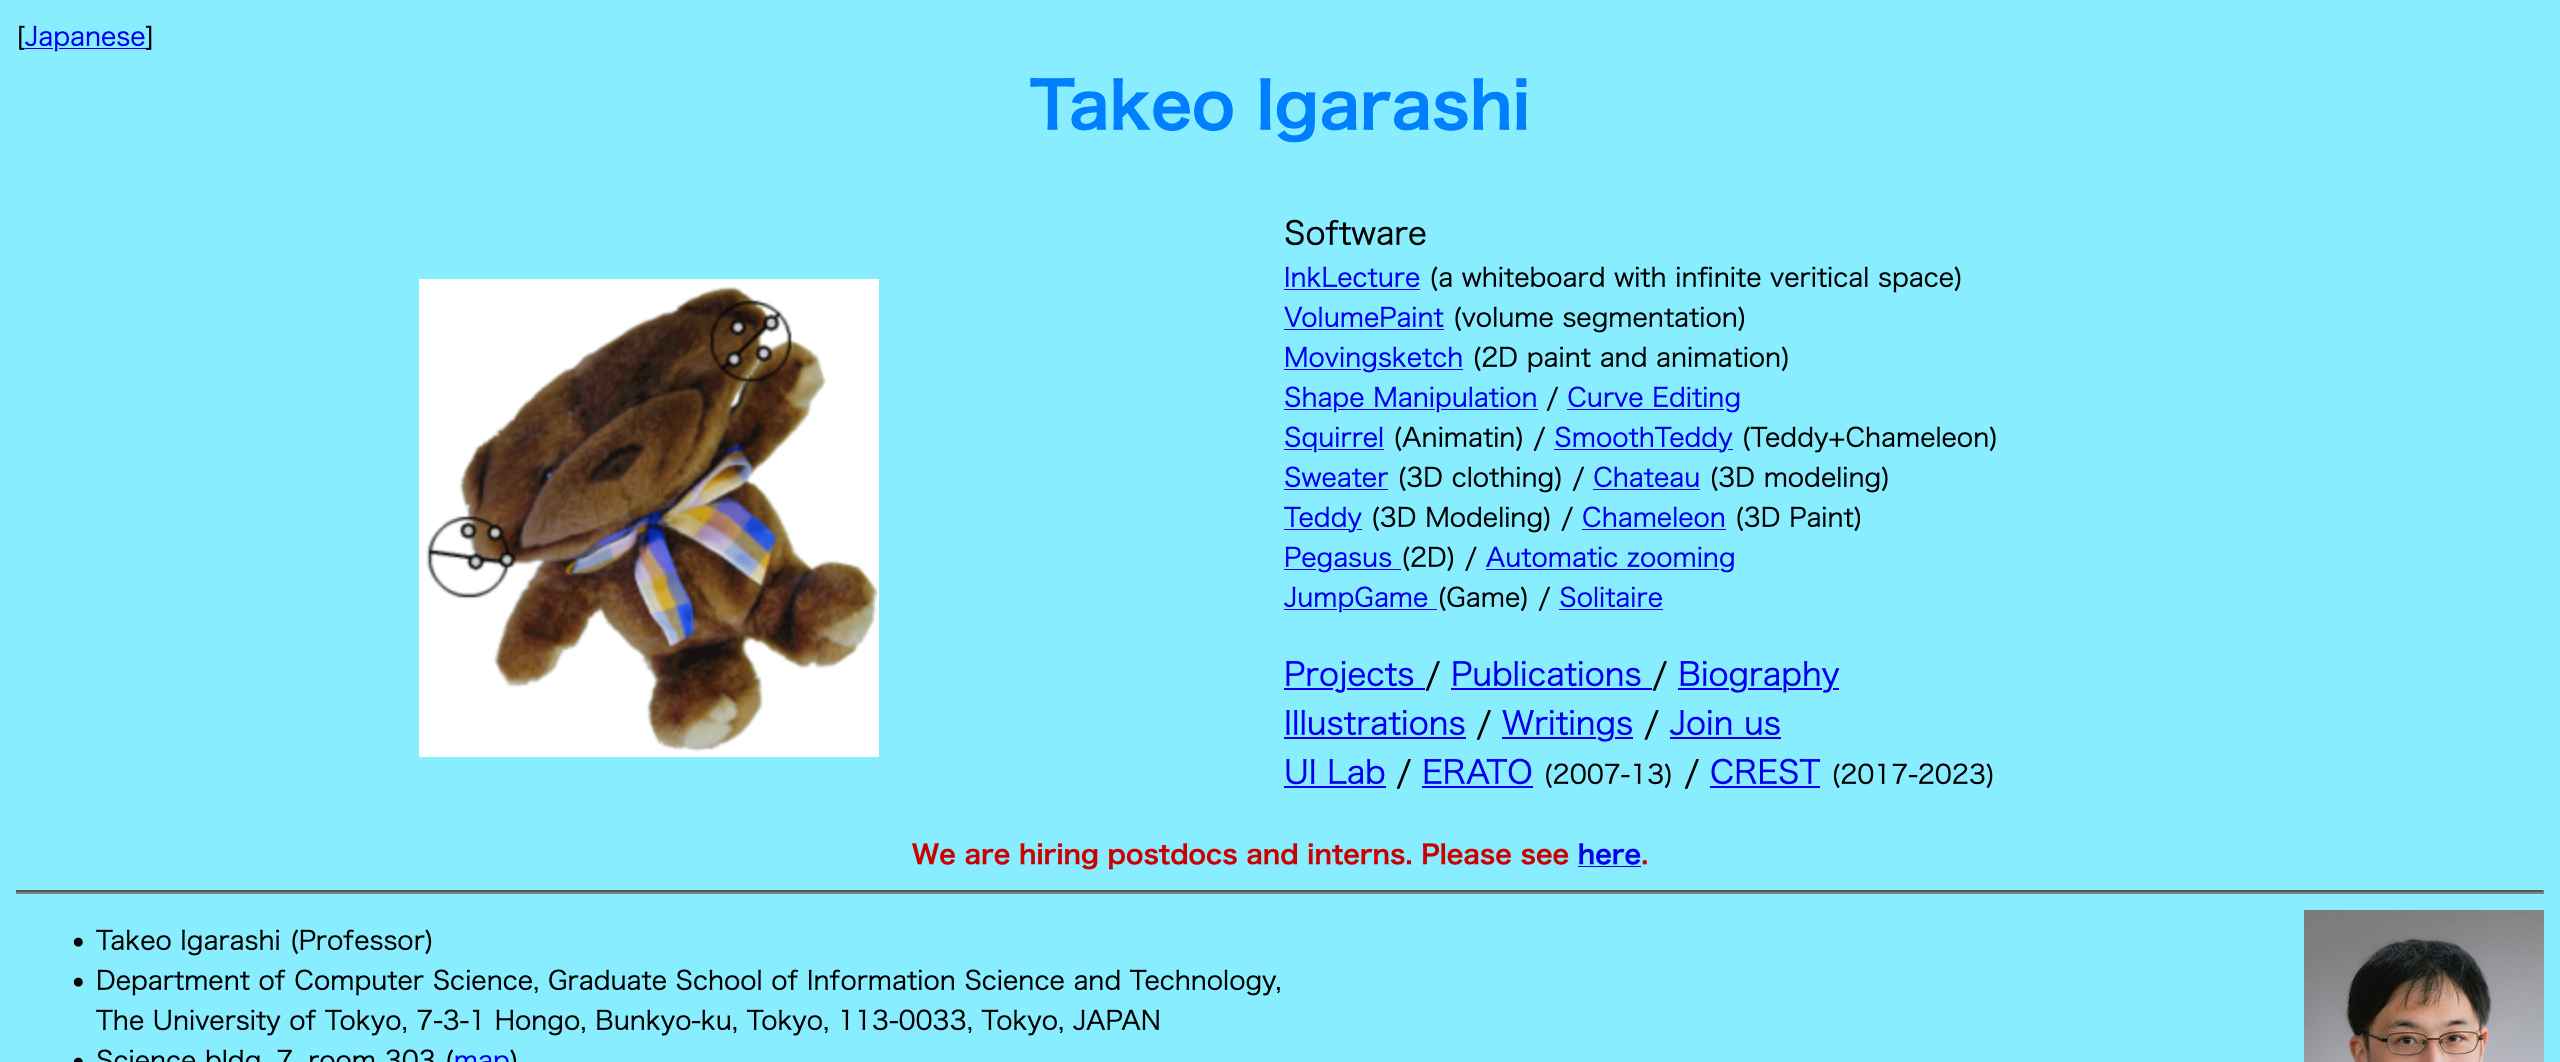 [Japanese]
Takeo Igarashi
Software
InkLecture (a whiteboard with infinite veritical space)
VolumePaint (volume segmentation)
Movingsketch (2D paint and animation)
Shape Manipulation / Curve Editing
Squirrel (Animatin) / SmoothTeddy (Teddy+Chameleon)
Sweater (3D clothing) / Chateau (3D modeling)
Teddy (3D Modeling) / Chameleon (3D Paint)
Pegasus (2D) / Automatic zooming
JumpGame (Game) / Solitaire
Projects / Publications / Biography
Illustrations / Writings / Join us
UI Lab / ERATO (2007-13) / CREST (2017-2023)
We are hiring postdocs and interns. Please see here.
• Takeo Igarashi (Professor)
• Department of Computer Science, Graduate School of Information Science and Technology,
The University of Tokyo, 7-3-1 Hongo, Bunkyo-ku, Tokyo, 113-0033, Tokyo, JAPAN
• Science bldg. 7, room 303 (map)